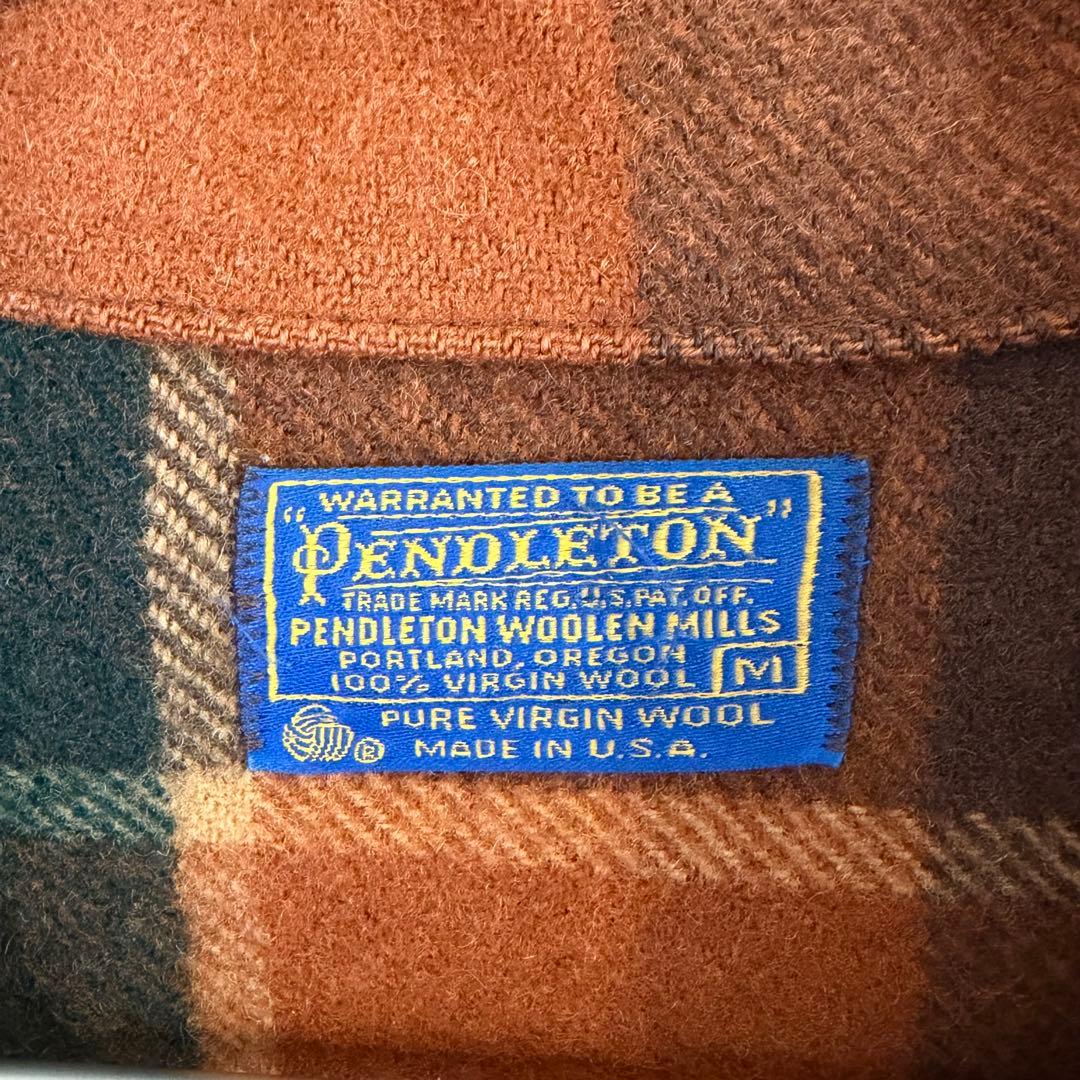 WARRANTED TO BE A
"PENDLETON"
TRADE MARK REG. U.S. PAT. OFF.
PENDLETON WOOLEN MILLS
PORTLAND, OREGON
100% VIRGIN WOOL M
PURE VIRGIN WOOL
® MADE IN U.S.A.